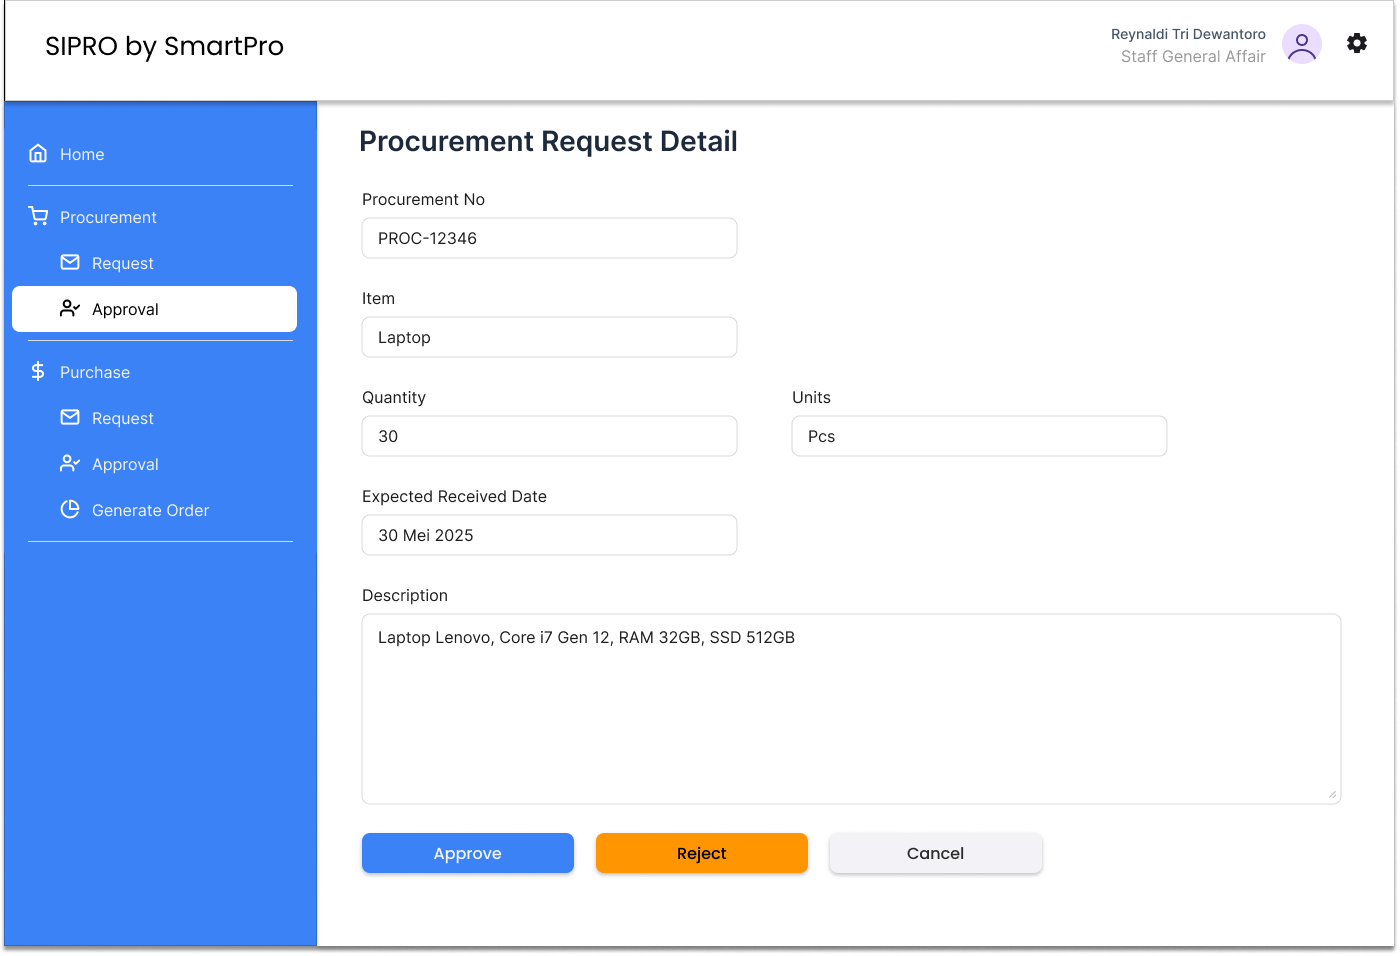 SIPRO by SmartPro
Reynaldi Tri Dewantoro
Staff General Affair
Home
Procurement
Request
Approval
Purchase
Request
Approval
Generate Order
Procurement Request Detail
Procurement No
PROC-12346
Item
Laptop
Quantity
Units
30
Pcs
Expected Received Date
30 Mei 2025
Description
Laptop Lenovo, Core i7 Gen 12, RAM 32GB, SSD 512GB
Approve
Reject
Cancel